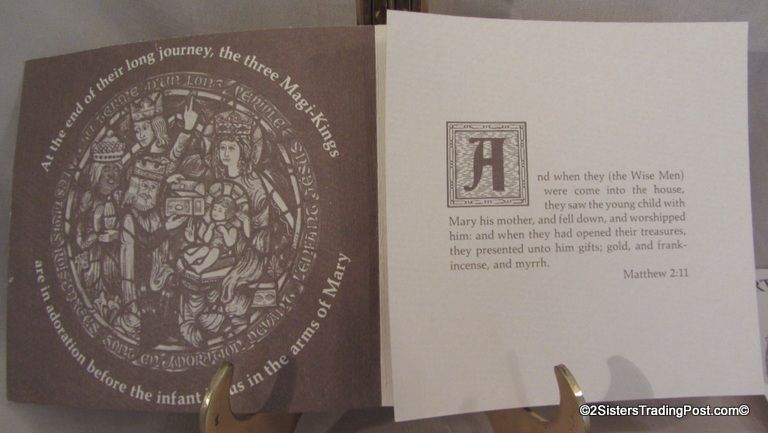 At the end of their long journey, the three Magi-Kings
are in adoration before the infant in the arms of Mary
And when they (the Wise Men)
were come into the house,
they saw the young child with
Mary his mother, and fell down, and worshipped
him: and when they had opened their treasures,
they presented unto him gifts; gold, and frank-
incense, and myrrh.
Matthew 2:11
©2SistersTradingPost.com©